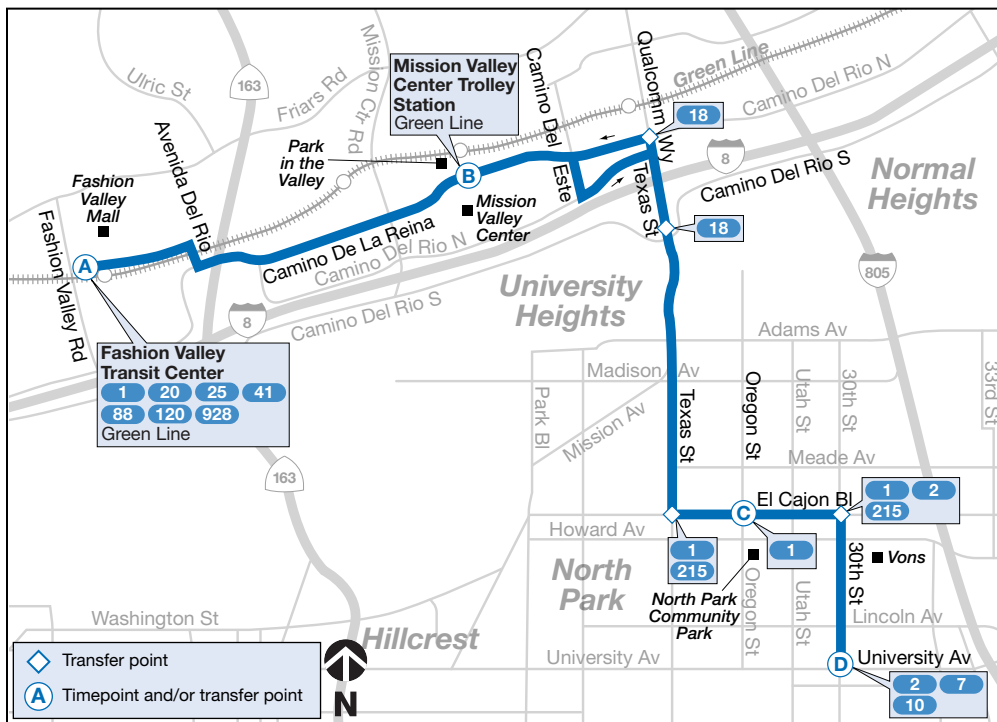 Ulric St
163
Friars Rd
Mission Ctr Rd
Mission Valley
Center Trolley
Station
Green Line
Camino Del
Este
Qualcomm Wy
Green Line
Camino Del Rio N
18
8
Camino Del Rio S
Normal
Heights
Avenida Del Rio
Park
in the
Valley
B
Fashion
Valley
Mall
Mission
Valley
Center
Texas St
18
A
Camino De La Reina
Camino Del Rio N
Fashion Valley Rd
8
Camino Del Rio S
University
Heights
805
Fashion Valley
Transit Center
1 20 25 41
88 120 928
Green Line
Adams Av
Madison Av
Park Bl
Mission Av
Texas St
Oregon St
Utah St
30th St
33rd St
Meade Av
163
El Cajon Bl
C
1 2
215
Howard Av
1
215
1
North
Park
North Park
Community
Park
Oregon St
Utah St
30th St
Vons
Washington St
Lincoln Av
Hillcrest
University Av
D
University Av
2 7
10
Transfer point
A
Timepoint and/or transfer point
N